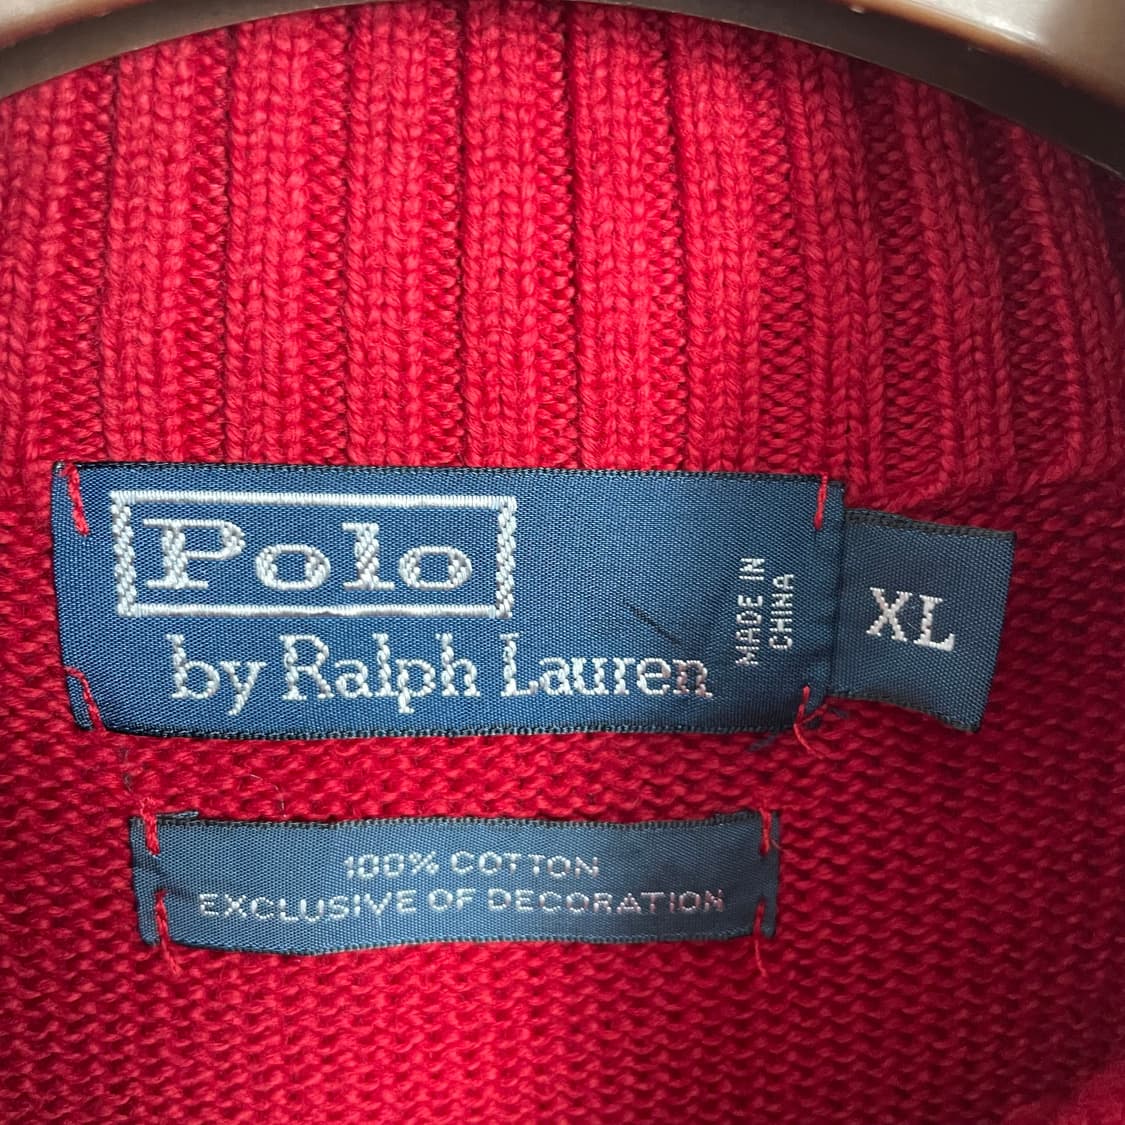 Polo
by Ralph Lauren
MADE IN
CHINA
XL
100% COTTON
EXCLUSIVE OF DECORATION